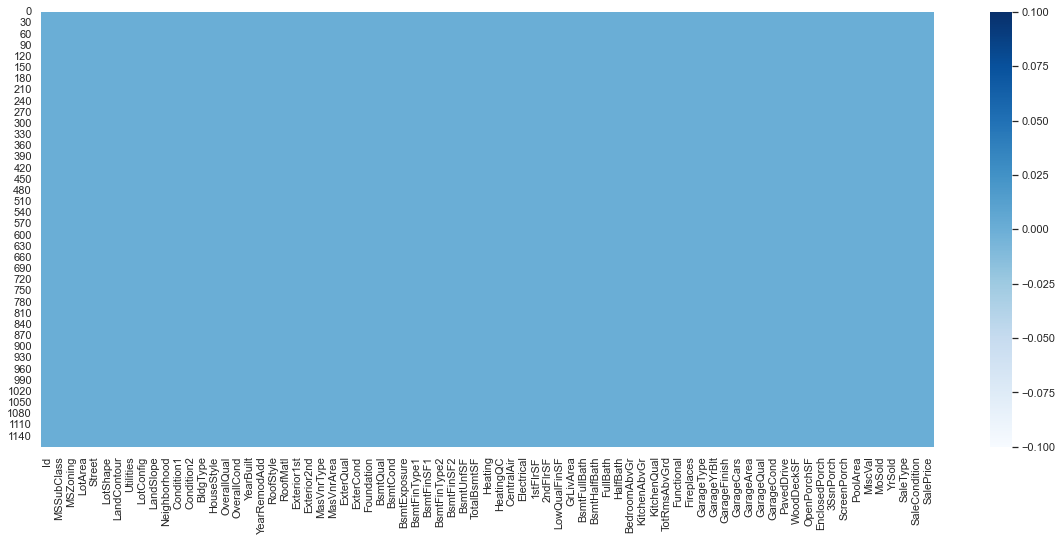 0
30
60
90
120
150
180
210
240
270
300
330
360
390
420
450
480
510
540
570
600
630
660
690
720
750
780
810
840
870
900
930
960
990
1020
1050
1080
1110
1140
Id
MSSubClass
MSZoning
LotArea
Street
LotShape
LandContour
Utilities
LotConfig
LandSlope
Neighborhood
Condition1
Condition2
BldgType
HouseStyle
OverallQual
OverallCond
YearBuilt
YearRemodAdd
RoofStyle
RoofMatl
Exterior1st
Exterior2nd
MasVnrType
MasVnrArea
ExterQual
ExterCond
Foundation
BsmtQual
BsmtCond
BsmtExposure
BsmtFinType1
BsmtFinSF1
BsmtFinType2
BsmtFinSF2
BsmtUnfSF
TotalBsmtSF
Heating
HeatingQC
CentralAir
Electrical
1stFlrSF
2ndFlrSF
LowQualFinSF
GrLivArea
BsmtFullBath
BsmtHalfBath
FullBath
HalfBath
BedroomAbvGr
KitchenAbvGr
KitchenQual
TotRmsAbvGrd
Functional
Fireplaces
GarageType
GarageYrBlt
GarageFinish
GarageCars
GarageArea
GarageQual
GarageCond
PavedDrive
WoodDeckSF
OpenPorchSF
EnclosedPorch
3SsnPorch
ScreenPorch
PoolArea
MiscVal
MoSold
YrSold
SaleType
SaleCondition
SalePrice
0.100
0.075
0.050
0.025
0.000
−0.025
−0.050
−0.075
−0.100